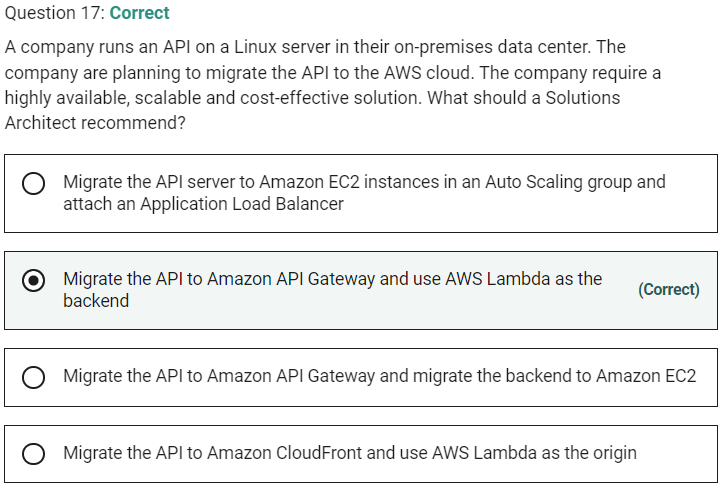 Question 17: Correct
A company runs an API on a Linux server in their on-premises data center. The
company are planning to migrate the API to the AWS cloud. The company require a
highly available, scalable and cost-effective solution. What should a Solutions
Architect recommend?
Migrate the API server to Amazon EC2 instances in an Auto Scaling group and
attach an Application Load Balancer
Migrate the API to Amazon API Gateway and use AWS Lambda as the
backend
(Correct)
Migrate the API to Amazon API Gateway and migrate the backend to Amazon EC2
Migrate the API to Amazon CloudFront and use AWS Lambda as the origin